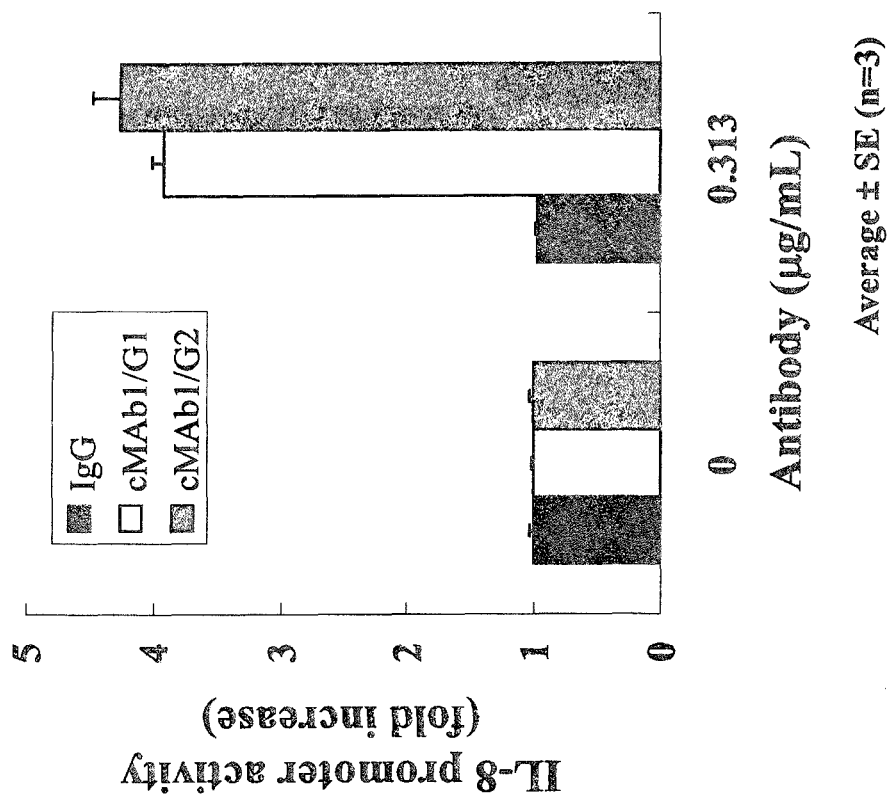 IL-8 promoter activity
(fold increase)
5
4
3
2
1
0
IgG
cMAb1/G1
cMAb1/G2
0
0.313
Antibody (µg/mL)
Average ± SE (n=3)